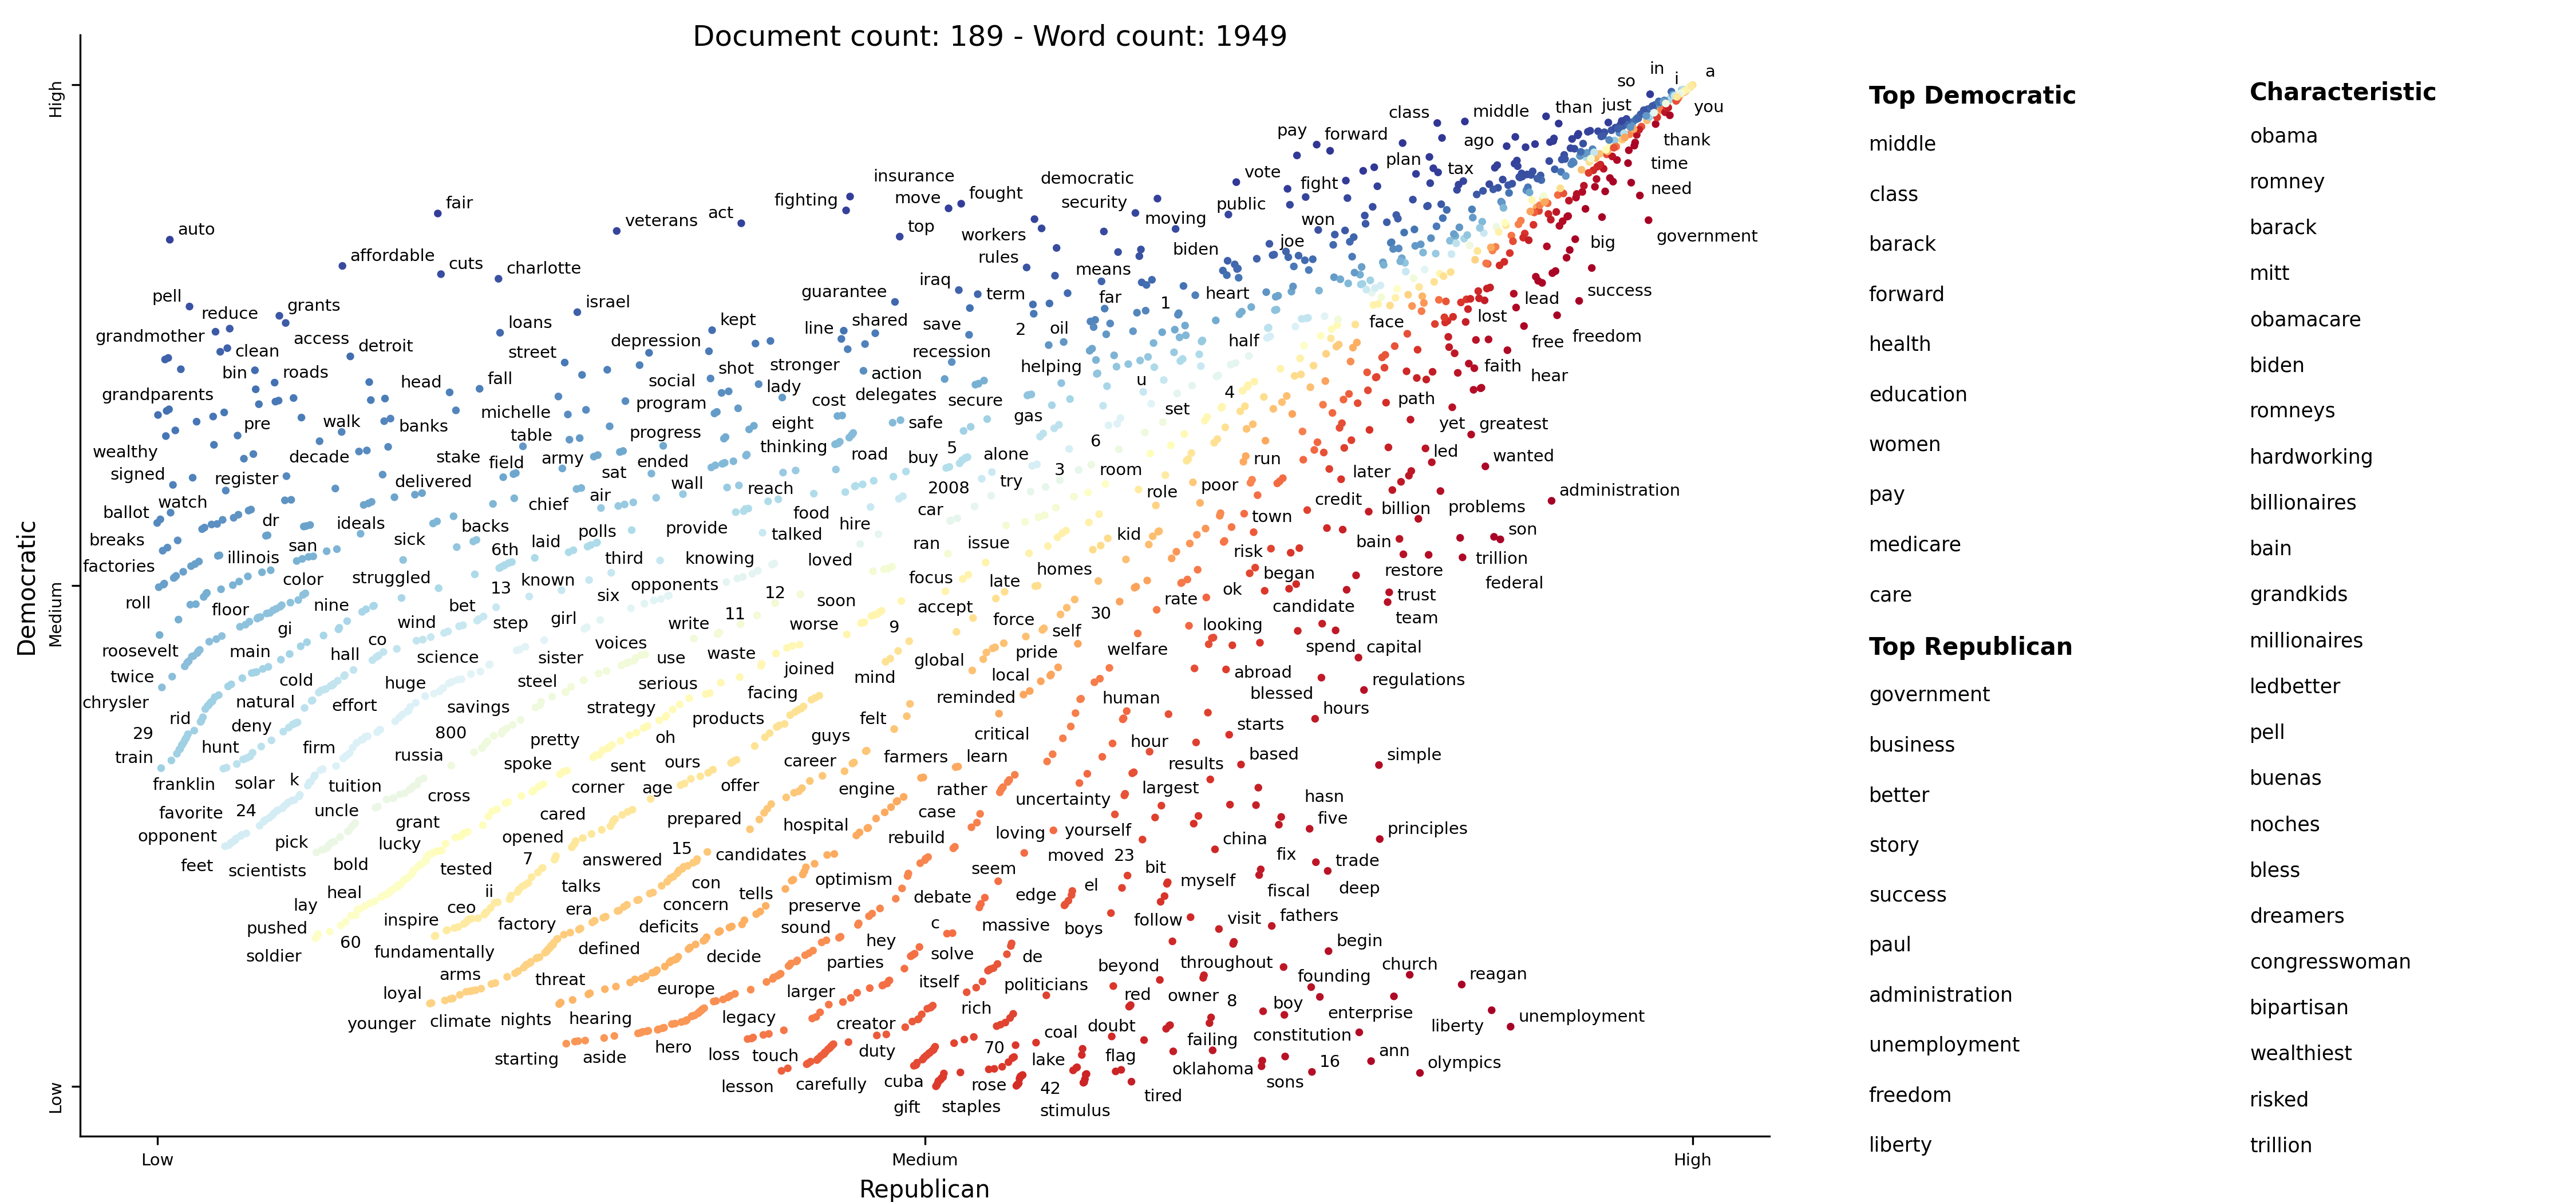 Document count: 189 - Word count: 1949
High
Medium
Low
Democratic
Low
Medium
High
Republican
in
i
a
so
you
class
middle
than
just
pay
forward
ago
thank
plan
tax
time
need
insurance
democratic
vote
fight
fair
fighting
move
fought
security
public
auto
veterans
act
top
moving
won
government
workers
joe
big
biden
rules
affordable
cuts
charlotte
means
iraq
term
far
1
heart
success
lead
pell
grants
israel
guarantee
reduce
loans
kept
line
shared
save
2
oil
face
lost
grandmother
access
detroit
street
depression
recession
half
free
freedom
clean
shot
stronger
helping
bin
roads
head
fall
social
lady
action
u
faith
hear
grandparents
michelle
program
cost
delegates
secure
4
path
pre
walk
banks
eight
safe
gas
set
yet
greatest
table
progress
wealthy
decade
stake
field
army
ended
thinking
road
buy
5
alone
6
led
wanted
signed
register
delivered
sat
wall
reach
2008
try
3
room
run
later
watch
chief
air
role
poor
credit
billion
problems
administration
ballot
dr
ideals
backs
polls
provide
food
hire
car
town
son
breaks
san
sick
6th
laid
talked
ran
issue
kid
bain
factories
illinois
third
knowing
loved
risk
trillion
color
struggled
13
known
opponents
focus
late
homes
began
restore
federal
roll
floor
nine
bet
six
12
soon
accept
30
rate
ok
trust
gi
wind
step
girl
write
11
worse
9
force
self
looking
candidate
team
roosevelt
main
hall
co
science
sister
voices
use
waste
global
pride
welfare
spend
capital
twice
cold
huge
steel
serious
joined
mind
local
abroad
regulations
chrysler
natural
effort
savings
strategy
facing
reminded
human
blessed
hours
29
rid
deny
800
products
felt
critical
starts
train
hunt
firm
russia
pretty
oh
guys
farmers
learn
hour
based
simple
franklin
solar
k
tuition
spoke
sent
ours
career
results
favorite
24
uncle
cross
corner
age
offer
engine
rather
uncertainty
largest
hasn
opponent
pick
grant
cared
prepared
hospital
case
five
principles
feet
scientists
bold
lucky
opened
rebuild
loving
yourself
china
tested
7
answered
15
candidates
moved
23
fix
trade
heal
ii
talks
con
tells
optimism
seem
bit
myself
fiscal
deep
lay
inspire
ceo
era
concern
preserve
debate
edge
el
pushed
factory
deficits
sound
c
massive
boys
follow
visit
fathers
soldier
60
fundamentally
defined
decide
hey
solve
de
begin
arms
threat
parties
itself
beyond
throughout
founding
church
reagan
loyal
europe
larger
rich
politicians
red
owner
8
boy
enterprise
younger
climate
nights
hearing
legacy
creator
coal
doubt
failing
constitution
liberty
unemployment
starting
aside
hero
loss
touch
duty
70
lake
flag
oklahoma
16
ann
olympics
lesson
carefully
cuba
rose
42
tired
sons
gift
staples
stimulus
Top Democratic
middle
class
barack
forward
health
education
women
pay
medicare
care
Top Republican
government
business
better
story
success
paul
administration
unemployment
freedom
liberty
Characteristic
obama
romney
barack
mitt
obamacare
biden
romneys
hardworking
billionaires
bain
grandkids
millionaires
ledbetter
pell
buenas
noches
bless
dreamers
congresswoman
bipartisan
wealthiest
risked
trillion